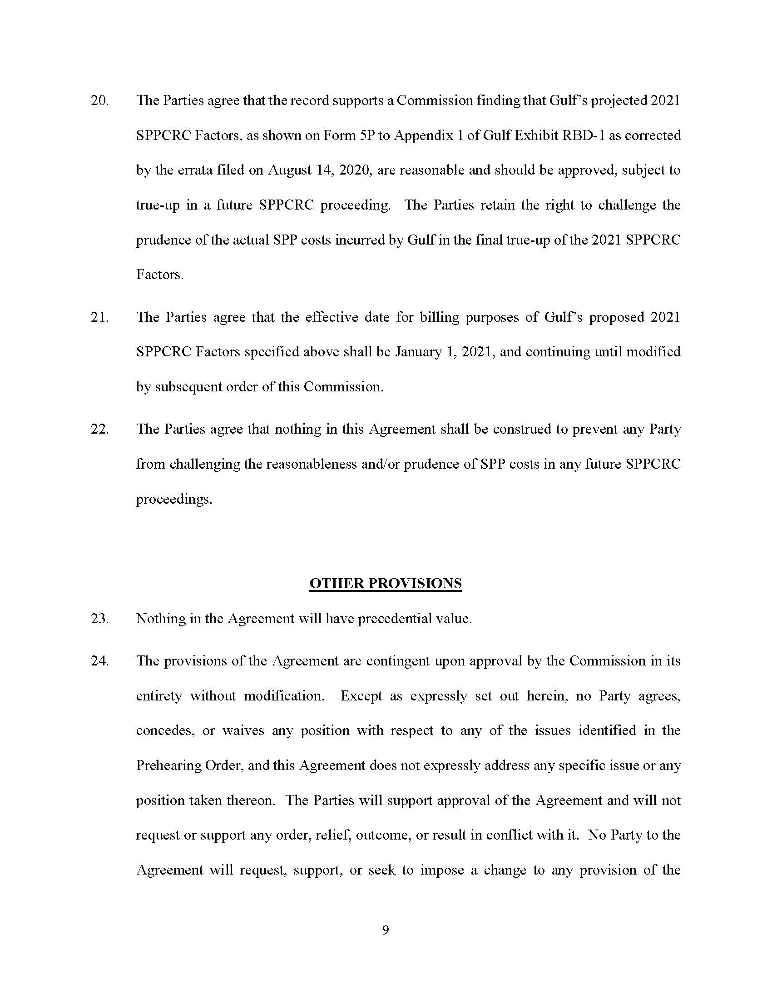 20. The Parties agree that the record supports a Commission finding that Gulf’s projected 2021
SPPCRC Factors, as shown on Form 5P to Appendix 1 of Gulf Exhibit RBD-1 as corrected
by the errata filed on August 14, 2020, are reasonable and should be approved, subject to
true-up in a future SPPCRC proceeding. The Parties retain the right to challenge the
prudence of the actual SPP costs incurred by Gulf in the final true-up of the 2021 SPPCRC
Factors.
21. The Parties agree that the effective date for billing purposes of Gulf’s proposed 2021
SPPCRC Factors specified above shall be January 1, 2021, and continuing until modified
by subsequent order of this Commission.
22. The Parties agree that nothing in this Agreement shall be construed to prevent any Party
from challenging the reasonableness and/or prudence of SPP costs in any future SPPCRC
proceedings.
OTHER PROVISIONS
23. Nothing in the Agreement will have precedential value.
24. The provisions of the Agreement are contingent upon approval by the Commission in its
entirety without modification. Except as expressly set out herein, no Party agrees,
concedes, or waives any position with respect to any of the issues identified in the
Prehearing Order, and this Agreement does not expressly address any specific issue or any
position taken thereon. The Parties will support approval of the Agreement and will not
request or support any order, relief, outcome, or result in conflict with it. No Party to the
Agreement will request, support, or seek to impose a change to any provision of the
9